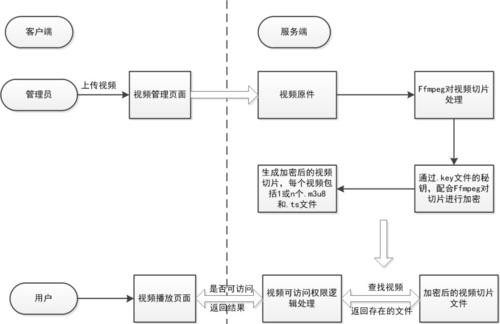 客户端
服务端
管理员
上传视频
视频管理页面
视频原件
Ffmpeg对视频切片
处理
生成加密后的视频
切片，每个视频包
括1或n个.m3u8
和.ts文件
通过.key文件的秘
钥，配合Ffmpeg对
切片进行加密
用户
视频播放页面
是否可访问
返回结果
视频可访问权限逻
辑处理
查找视频
返回存在的文件
加密后的视频切片
文件